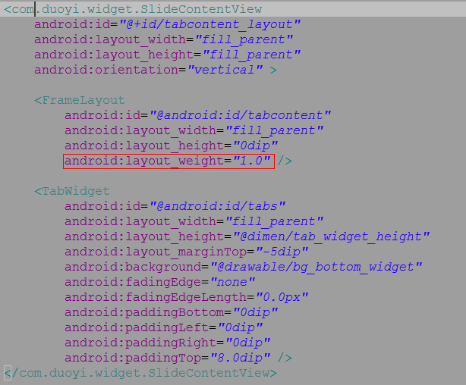 <com.duoyi.widget.SlideContentView
android:id="@+id/tabcontent_layout"
android:layout_width="fill_parent"
android:layout_height="fill_parent"
android:orientation="vertical" >
<FrameLayout
android:id="@android:id/tabcontent"
android:layout_width="fill_parent"
android:layout_height="0dip"
android:layout_weight="1.0" />
<TabWidget
android:id="@android:id/tabs"
android:layout_width="fill_parent"
android:layout_height="@dimen/tab_widget_height"
android:layout_marginTop="-5dip"
android:background="@drawable/bg_bottom_widget"
android:fadingEdge="none"
android:fadingEdgeLength="0.0px"
android:paddingBottom="0dip"
android:paddingLeft="0dip"
android:paddingRight="0dip"
android:paddingTop="8.0dip" />
</com.duoyi.widget.SlideContentView>